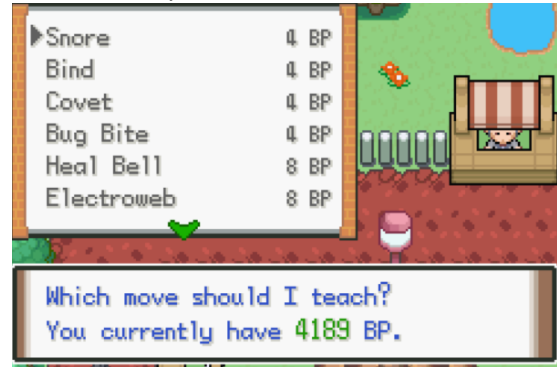 Snore 4 BP
Bind 4 BP
Covet 4 BP
Bug Bite 4 BP
Heal Bell 8 BP
Electroweb 8 BP
Which move should I teach?
You currently have 4189 BP.